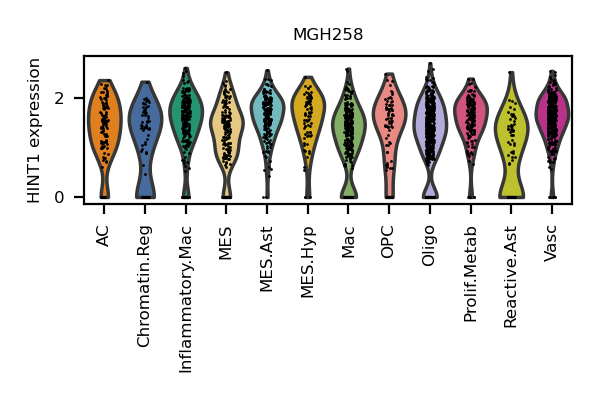 MGH258
HINT1 expression
2
0
AC
Chromatin.Reg
Inflammatory.Mac
MES
MES.Ast
MES.Hyp
Mac
OPC
Oligo
Prolif.Metab
Reactive.Ast
Vasc